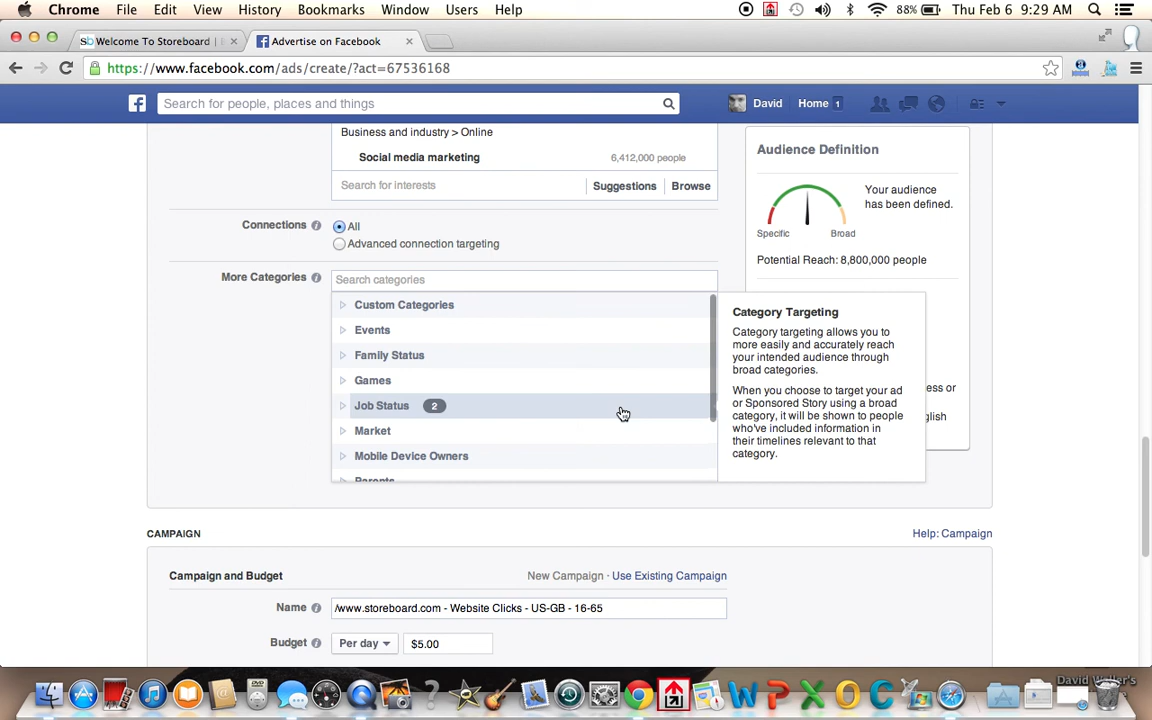 Chrome File Edit View History Bookmarks Window Users Help 88% Thu Feb 6 9:29 AM
Welcome To Storeboard | Advertise on Facebook
https://www.facebook.com/ads/create/?act=67536168
Search for people, places and things David Home 1
Business and industry > Online
Social media marketing 6,412,000 people
Search for interests Suggestions Browse
Audience Definition
Your audience
has been defined.
Specific Broad
Potential Reach: 8,800,000 people
Connections All
Advanced connection targeting
More Categories Search categories
Custom Categories
Events
Family Status
Games
Job Status 2
Market
Mobile Device Owners
Parents
Category Targeting
Category targeting allows you to
more easily and accurately reach
your intended audience through
broad categories.
When you choose to target your ad
or Sponsored Story using a broad
category, it will be shown to people
who've included information in
their timelines relevant to that
category.
ess or
glish
CAMPAIGN Help: Campaign
Campaign and Budget New Campaign · Use Existing Campaign
Name /www.storeboard.com - Website Clicks - US-GB - 16-65
Budget Per day $5.00